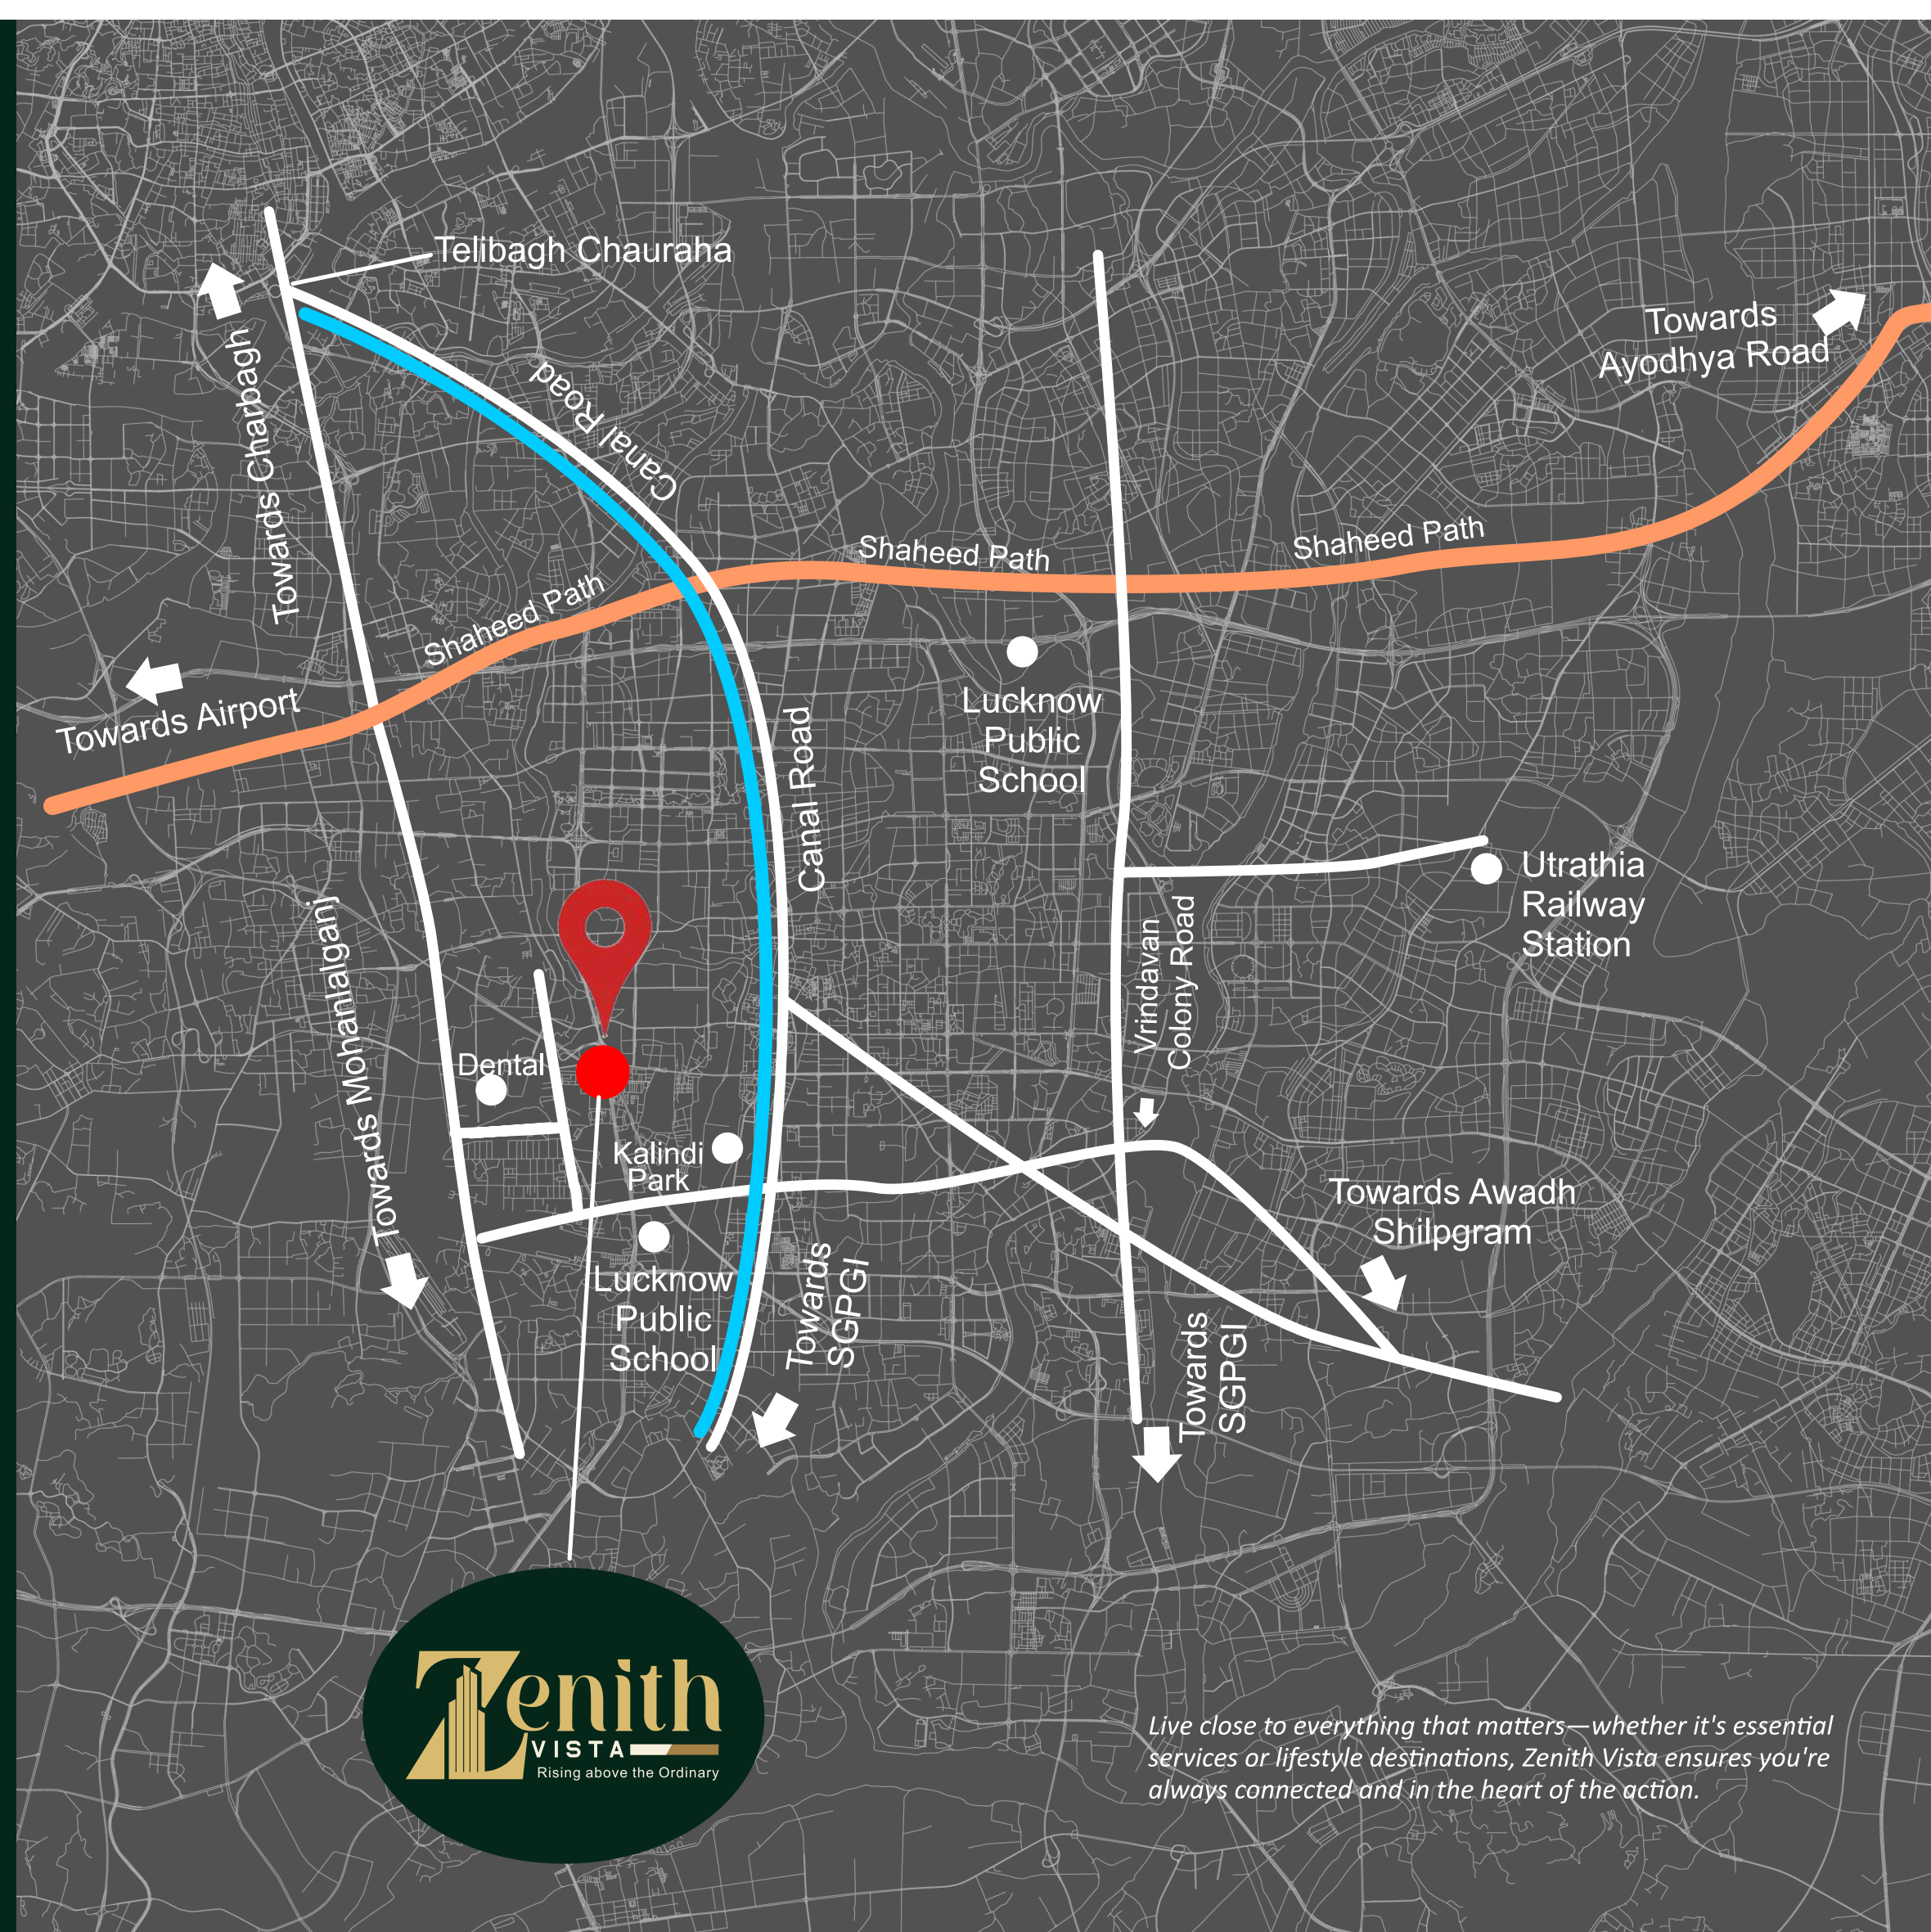 Telibagh Chauraha
Towards Charbagh
Canal Road
Towards
Ayodhya Road
Shaheed Path
Shaheed Path
Shaheed Path
Towards Airport
Lucknow
Public
School
Canal Road
Utrathia
Railway
Station
Vrindavan
Colony Road
Towards Mohanlalganj
Dental
Kalindi
Park
Towards Awadh
Shilpgram
Lucknow
Public
School
Towards
SGPGI
Towards
SGPGI
Zenith
VISTA
Rising above the Ordinary
Live close to everything that matters—whether it's essential
services or lifestyle destinations, Zenith Vista ensures you're
always connected and in the heart of the action.